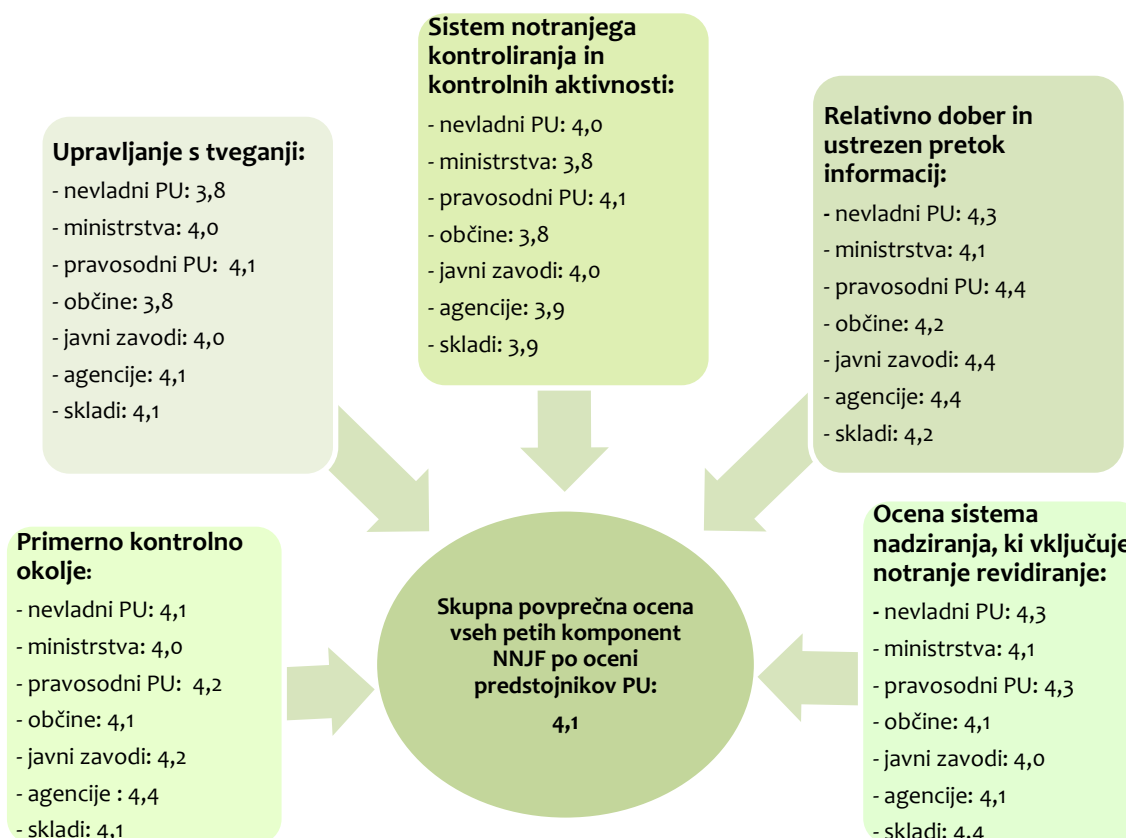 Sistem notranjega
kontroliranja in
kontrolnih aktivnosti:
- nevladni PU: 4,0
- ministrstva: 3,8
- pravosodni PU: 4,1
- občine: 3,8
- javni zavodi: 4,0
- agencije: 3,9
- skladi: 3,9
Upravljanje s tveganji:
- nevladni PU: 3,8
- ministrstva: 4,0
- pravosodni PU: 4,1
- občine: 3,8
- javni zavodi: 4,0
- agencije: 4,1
- skladi: 4,1
Relativno dober in
ustrezen pretok
informacij:
- nevladni PU: 4,3
- ministrstva: 4,1
- pravosodni PU: 4,4
- občine: 4,2
- javni zavodi: 4,4
- agencije: 4,4
- skladi: 4,2
Primerno kontrolno
okolje:
- nevladni PU: 4,1
- ministrstva: 4,0
- pravosodni PU: 4,2
- občine: 4,1
- javni zavodi: 4,2
- agencije : 4,4
- skladi: 4,1
Skupna povprečna ocena
vseh petih komponent
NNJF po oceni
predstojnikov PU:
4,1
Ocena sistema
nadziranja, ki vključuje
notranje revidiranje:
- nevladni PU: 4,3
- ministrstva: 4,1
- pravosodni PU: 4,3
- občine: 4,1
- javni zavodi: 4,0
- agencije: 4,1
- skladi: 4,4